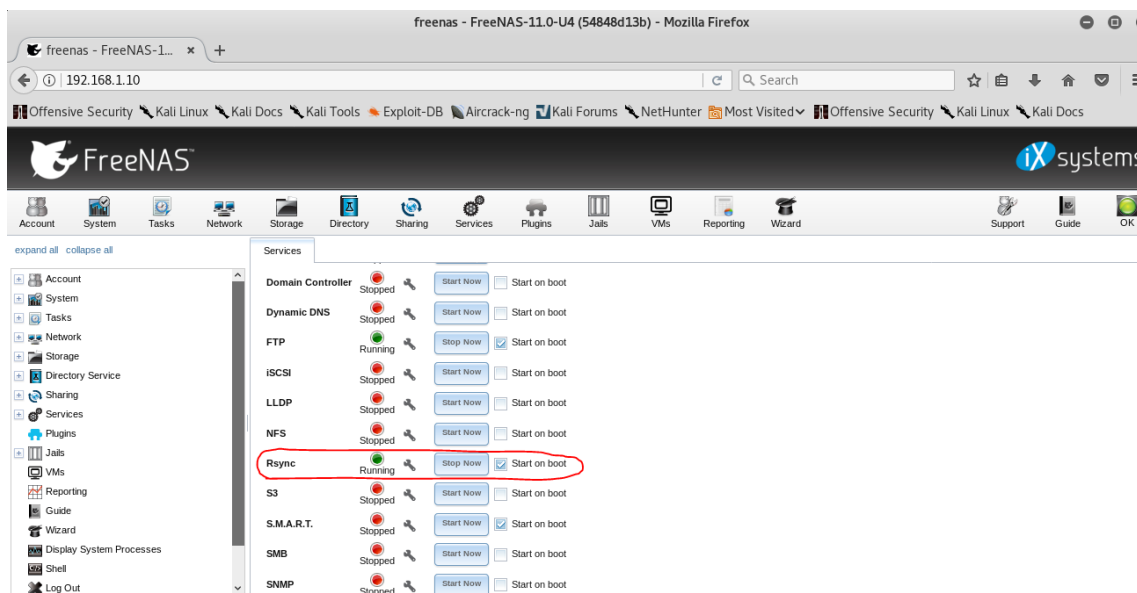 freenas - FreeNAS-11.0-U4 (54848d13b) - Mozilla Firefox
freenas - FreeNAS-1... × +
192.168.1.10 Search
Offensive Security Kali Linux Kali Docs Kali Tools Exploit-DB Aircrack-ng Kali Forums NetHunter Most Visited Offensive Security Kali Linux Kali Docs
FreeNAS iX systems
Account System Tasks Network Storage Directory Sharing Services Plugins Jails VMs Reporting Wizard Support Guide OK
expand all collapse all
Services
Account
System
Tasks
Network
Storage
Directory Service
Sharing
Services
Plugins
Jails
VMs
Reporting
Guide
Wizard
Display System Processes
Shell
Log Out
Domain Controller Stopped Start Now Start on boot
Dynamic DNS Stopped Start Now Start on boot
FTP Running Stop Now Start on boot
iSCSI Stopped Start Now Start on boot
LLDP Stopped Start Now Start on boot
NFS Stopped Start Now Start on boot
Rsync Running Stop Now Start on boot
S3 Stopped Start Now Start on boot
S.M.A.R.T. Stopped Start Now Start on boot
SMB Stopped Start Now Start on boot
SNMP Stopped Start Now Start on boot